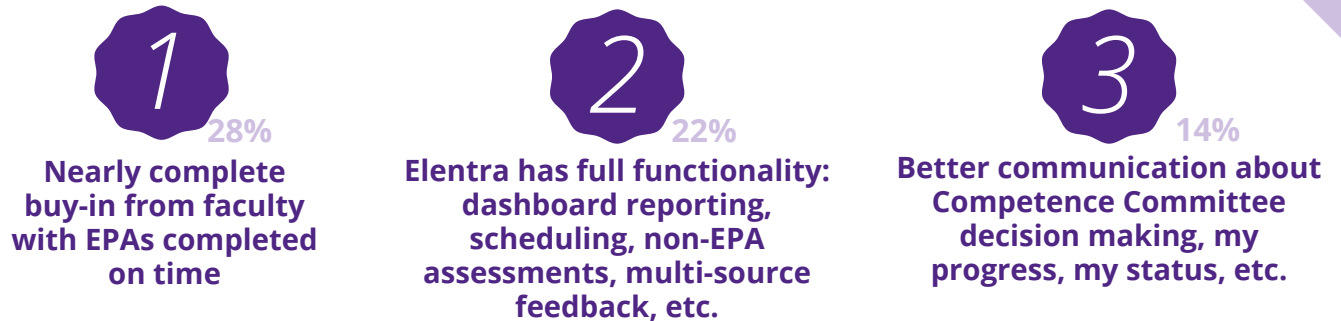 1
28%
Nearly complete
buy-in from faculty
with EPAs completed
on time
2
22%
Elentra has full functionality:
dashboard reporting,
scheduling, non-EPA
assessments, multi-source
feedback, etc.
3
14%
Better communication about
Competence Committee
decision making, my
progress, my status, etc.